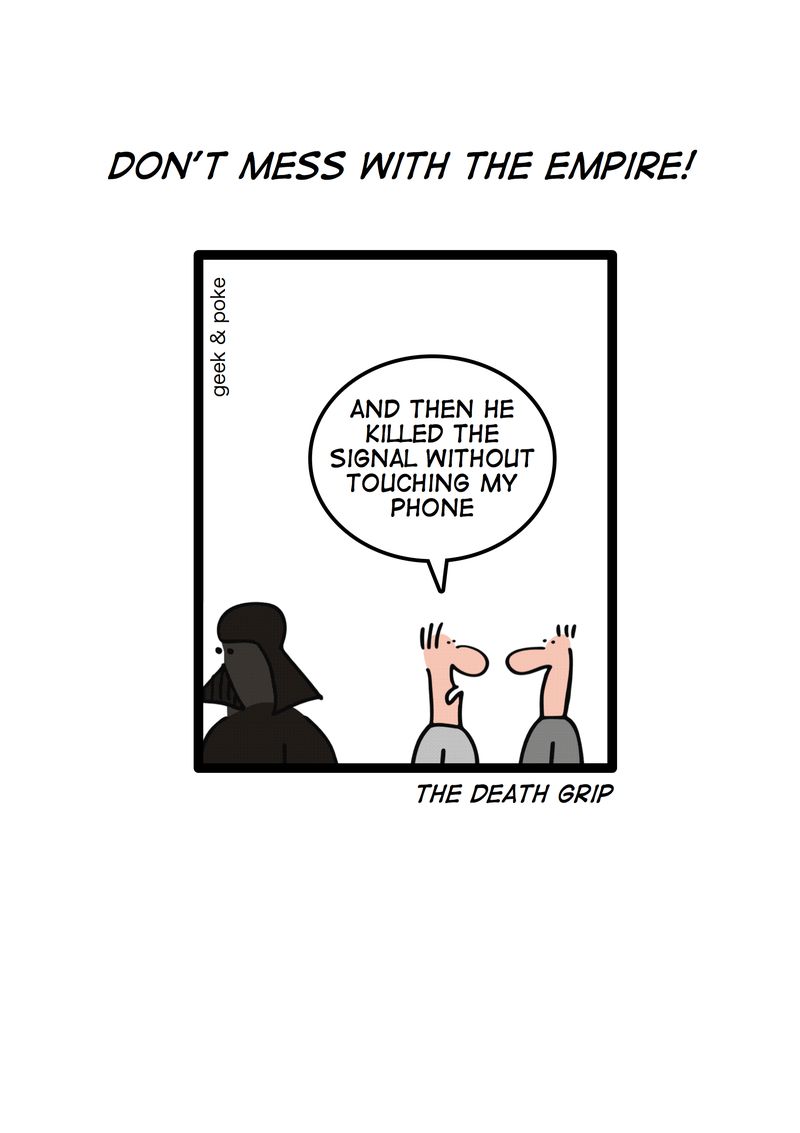 DON'T MESS WITH THE EMPIRE!
geek & poke
AND THEN HE
KILLED THE
SIGNAL WITHOUT
TOUCHING MY
PHONE
THE DEATH GRIP